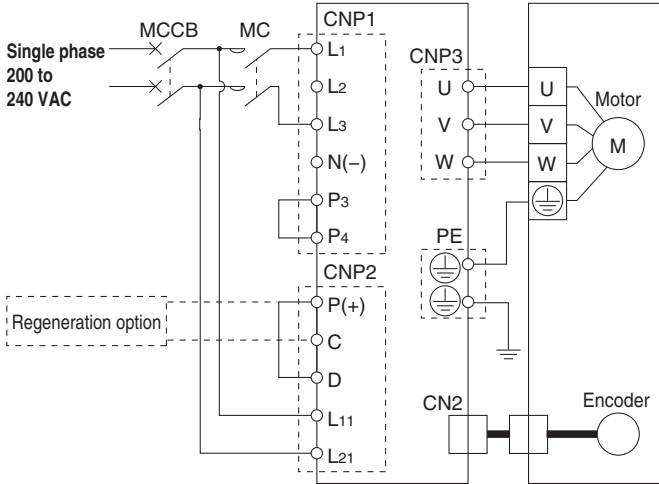 MCCB MC CNP1
Single phase
200 to
240 VAC
L1
L2
L3
N(−)
P3
P4
CNP3
U
V
W
U
V
W
Motor
M
PE
CNP2
P(+)
Regeneration option
C
D
L11
L21
CN2
Encoder